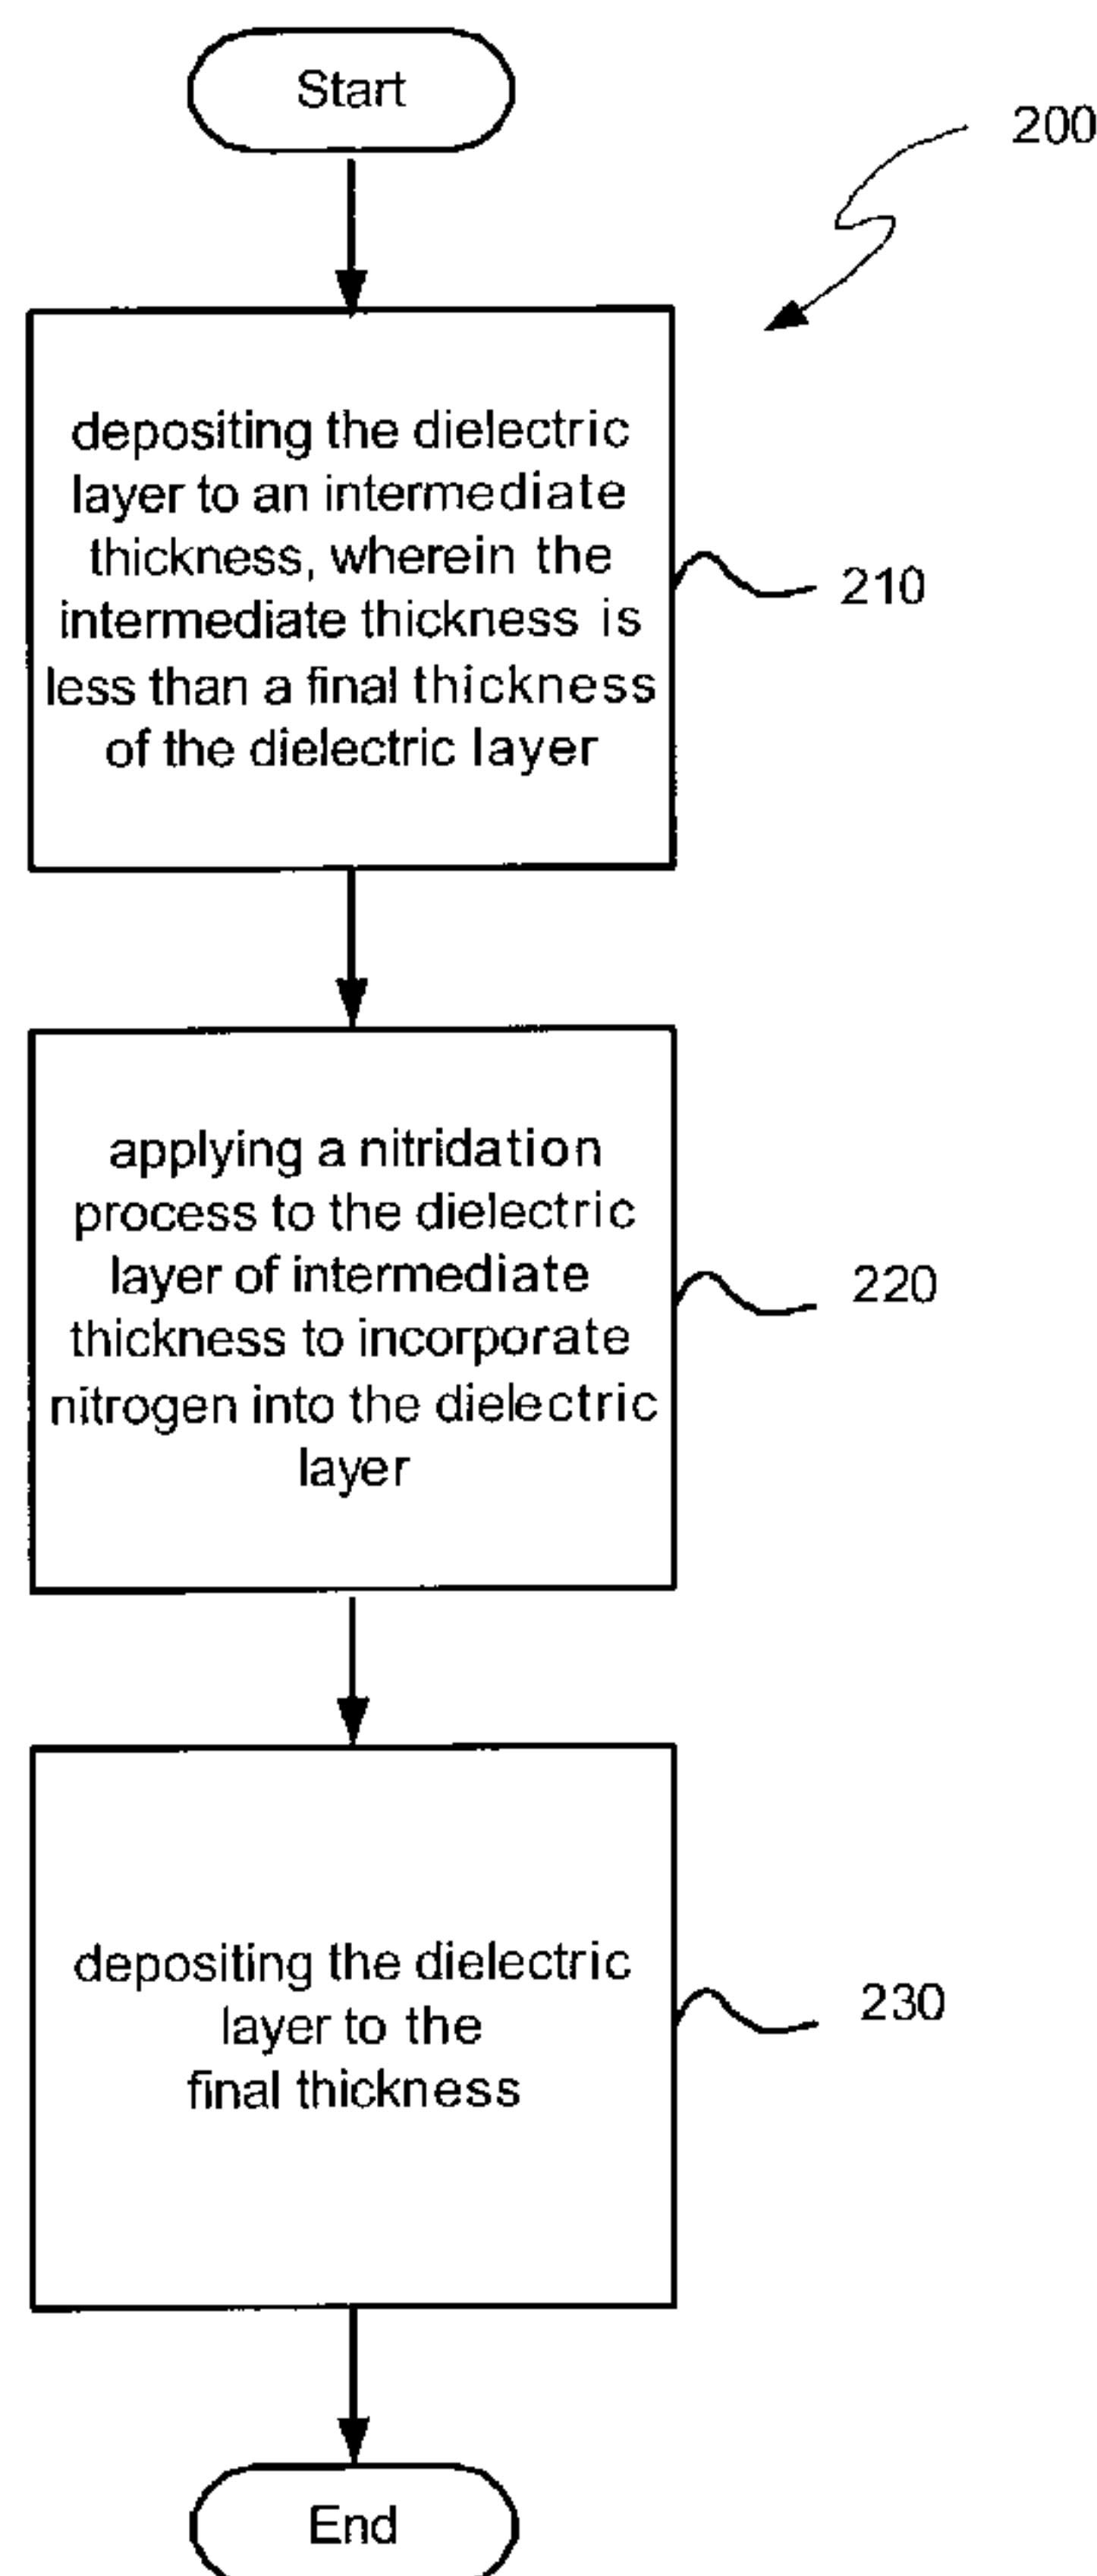 Start
200
depositing the dielectric
layer to an intermediate
thickness, wherein the
intermediate thickness is
less than a final thickness
of the dielectric layer
210
applying a nitridation
process to the dielectric
layer of intermediate
thickness to incorporate
nitrogen into the dielectric
layer
220
depositing the dielectric
layer to the
final thickness
230
End